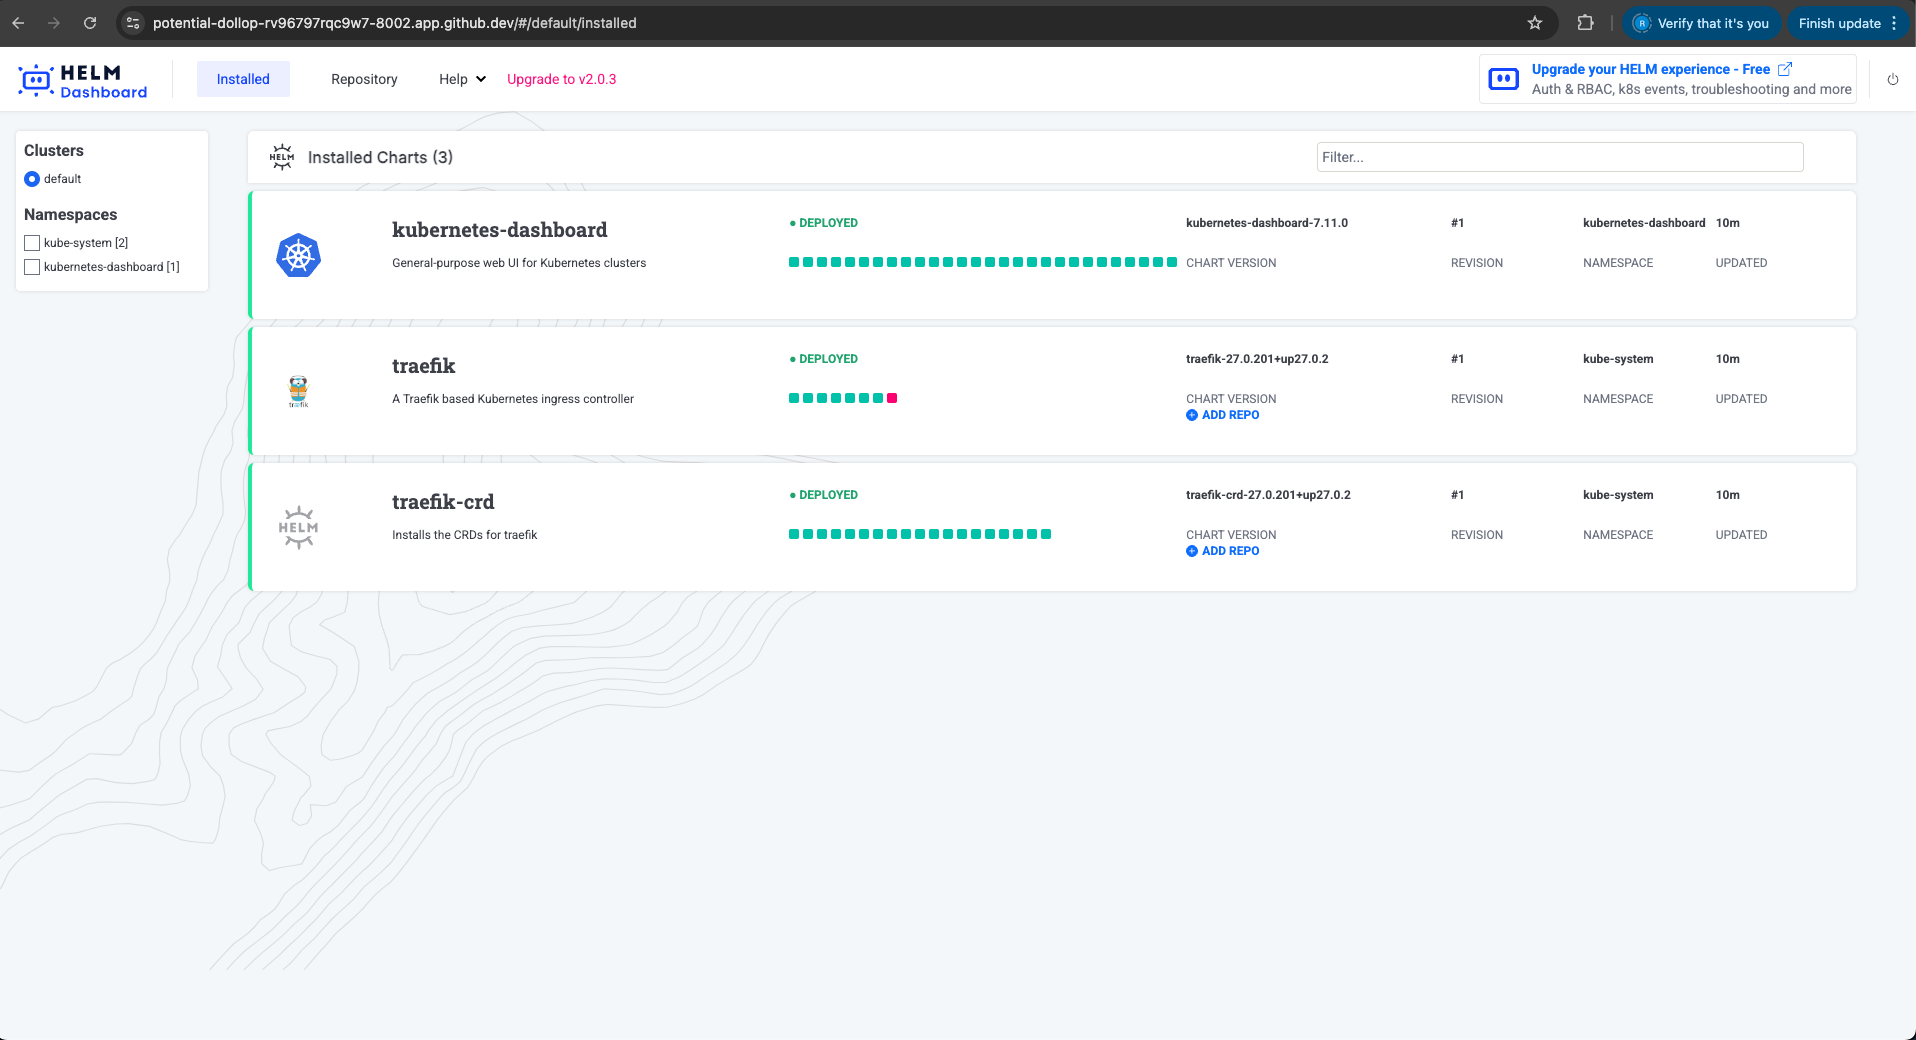 potential-dollop-rv96797rqc9w7-8002.app.github.dev/#/default/installed
R Verify that it's you
Finish update
HELM
Dashboard
Installed
Repository
Help
Upgrade to v2.0.3
Upgrade your HELM experience - Free
Auth & RBAC, k8s events, troubleshooting and more
Clusters
default
Namespaces
kube-system [2]
kubernetes-dashboard [1]
HELM
Installed Charts (3)
Filter...
kubernetes-dashboard
General-purpose web UI for Kubernetes clusters
● DEPLOYED
kubernetes-dashboard-7.11.0
CHART VERSION
#1
REVISION
kubernetes-dashboard
NAMESPACE
10m
UPDATED
traefik
traefik
A Traefik based Kubernetes ingress controller
● DEPLOYED
traefik-27.0.201+up27.0.2
CHART VERSION
ADD REPO
#1
REVISION
kube-system
NAMESPACE
10m
UPDATED
HELM
traefik-crd
Installs the CRDs for traefik
● DEPLOYED
traefik-crd-27.0.201+up27.0.2
CHART VERSION
ADD REPO
#1
REVISION
kube-system
NAMESPACE
10m
UPDATED